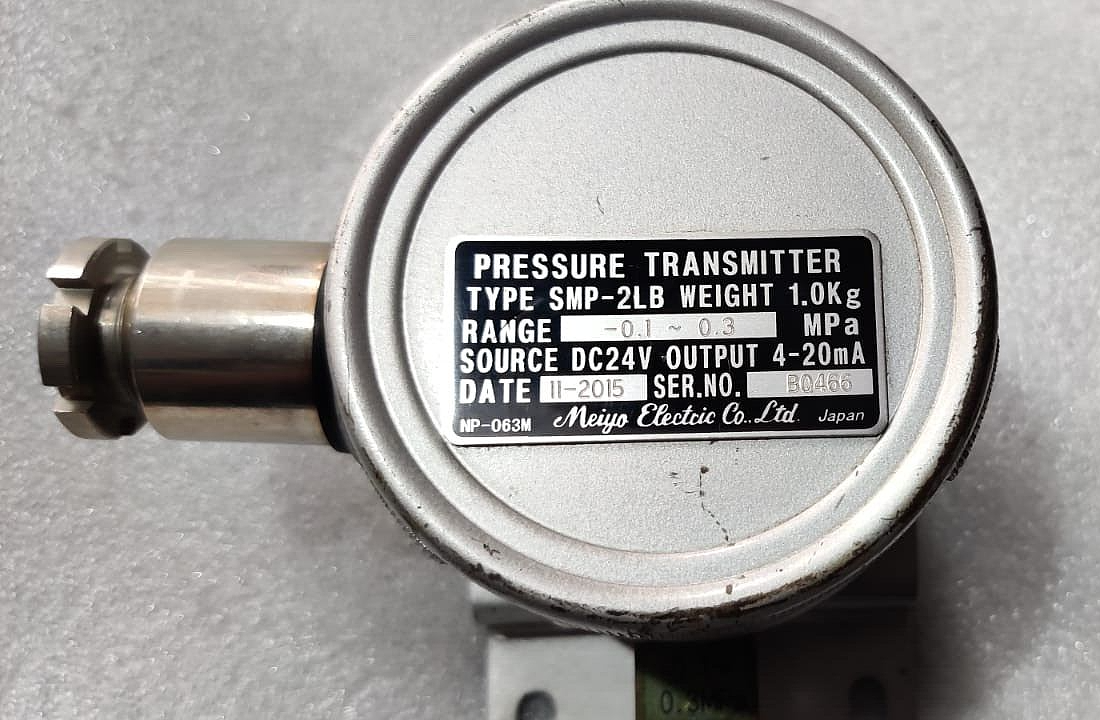 PRESSURE TRANSMITTER
TYPE SMP-2LB WEIGHT 1.0Kg
RANGE -0.1 ~ 0.3 MPa
SOURCE DC24V OUTPUT 4-20mA
DATE 11-2015 SER.NO. B0466
NP-063M Meiyo Electric Co., Ltd. Japan